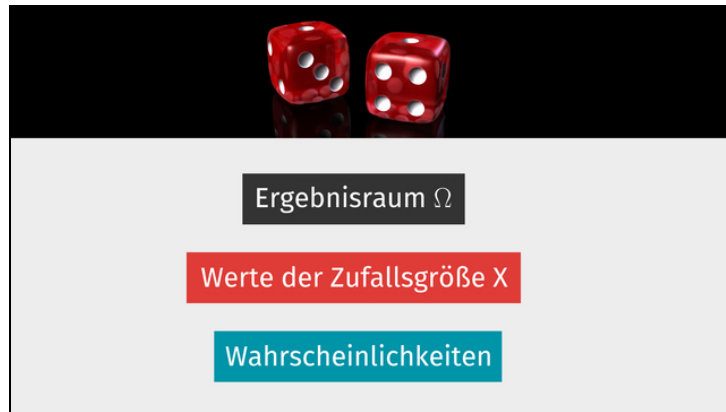 Ergebnisraum Ω
Werte der Zufallsgröße X
Wahrscheinlichkeiten